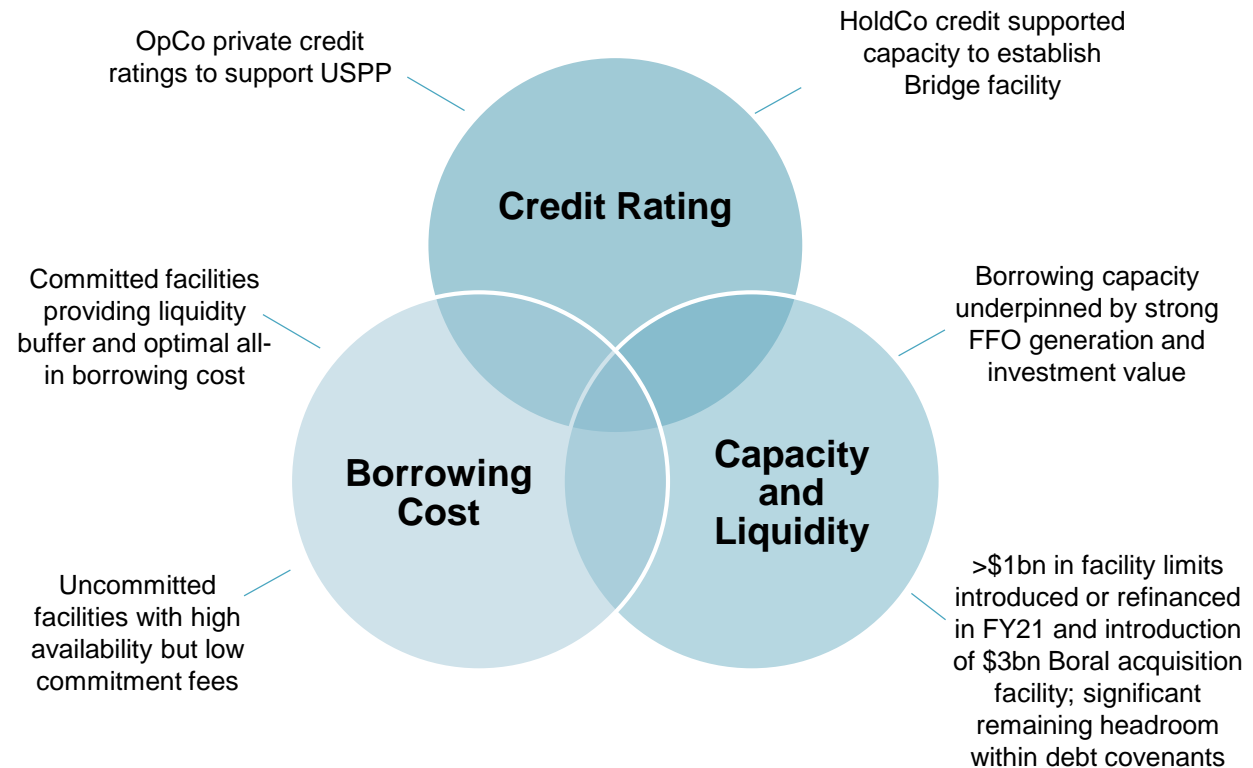 OpCo private credit
ratings to support USPP
HoldCo credit supported
capacity to establish
Bridge facility
Credit Rating
Committed facilities
providing liquidity
buffer and optimal all-
in borrowing cost
Borrowing capacity
underpinned by strong
FFO generation and
investment value
Borrowing
Cost
Capacity
and
Liquidity
Uncommitted
facilities with high
availability but low
commitment fees
>$1bn in facility limits
introduced or refinanced
in FY21 and introduction
of $3bn Boral acquisition
facility; significant
remaining headroom
within debt covenants